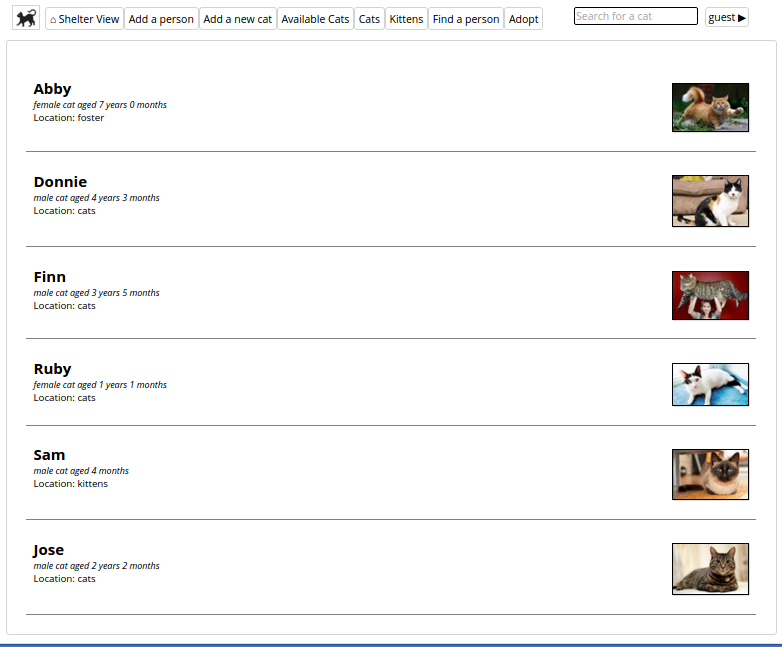 ⌂ Shelter View Add a person Add a new cat Available Cats Cats Kittens Find a person Adopt Search for a cat guest ▶
Abby
female cat aged 7 years 0 months
Location: foster
Donnie
male cat aged 4 years 3 months
Location: cats
Finn
male cat aged 3 years 5 months
Location: cats
Ruby
female cat aged 1 years 1 months
Location: cats
Sam
male cat aged 4 months
Location: kittens
Jose
male cat aged 2 years 2 months
Location: cats